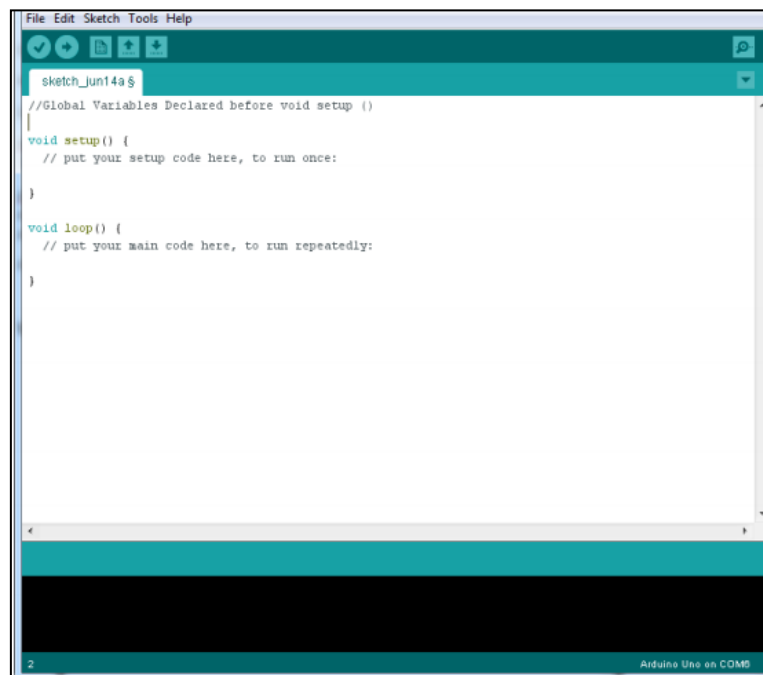 File Edit Sketch Tools Help
sketch_jun14a §
//Global Variables Declared before void setup ()
void setup() {
// put your setup code here, to run once:
}
void loop() {
// put your main code here, to run repeatedly:
}
2
Arduino Uno on COM6